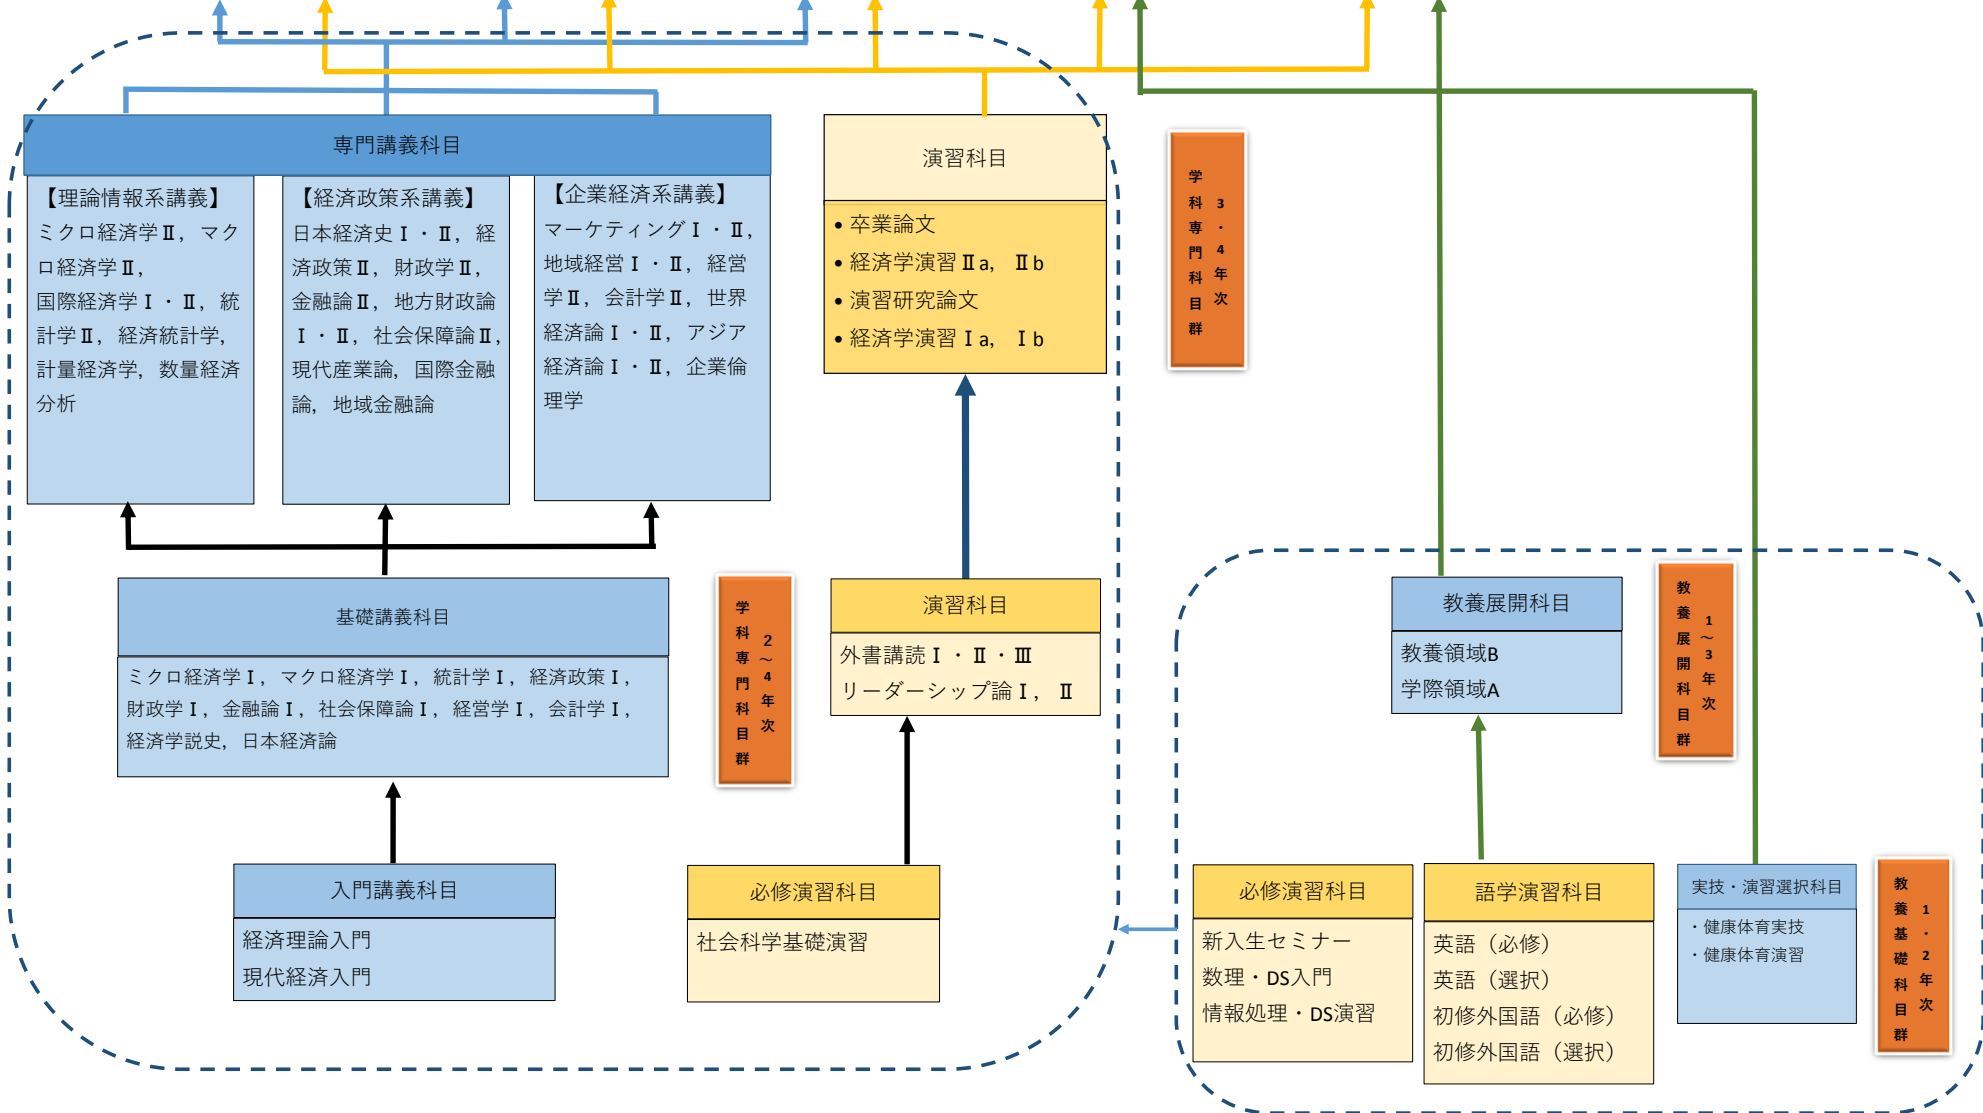 専門講義科目
【理論情報系講義】
ミクロ経済学Ⅱ，マク
ロ経済学Ⅱ，
国際経済学Ⅰ・Ⅱ，統
計学Ⅱ，経済統計学，
計量経済学，数量経済
分析
【経済政策系講義】
日本経済史Ⅰ・Ⅱ，経
済政策Ⅱ，財政学Ⅱ，
金融論Ⅱ，地方財政論
Ⅰ・Ⅱ，社会保障論Ⅱ，
現代産業論，国際金融
論，地域金融論
【企業経済系講義】
マーケティングⅠ・Ⅱ，
地域経営Ⅰ・Ⅱ，経営
学Ⅱ，会計学Ⅱ，世界
経済論Ⅰ・Ⅱ，アジア
経済論Ⅰ・Ⅱ，企業倫
理学
演習科目
• 卒業論文
• 経済学演習Ⅱa，Ⅱb
• 演習研究論文
• 経済学演習Ⅰa，Ⅰb
3・4年次
学科専門科目群
基礎講義科目
ミクロ経済学Ⅰ，マクロ経済学Ⅰ，統計学Ⅰ，経済政策Ⅰ，
財政学Ⅰ，金融論Ⅰ，社会保障論Ⅰ，経営学Ⅰ，会計学Ⅰ，
経済学説史，日本経済論
2～4年次
学科専門科目群
演習科目
外書講読Ⅰ・Ⅱ・Ⅲ
リーダーシップ論Ⅰ，Ⅱ
教養展開科目
教養領域B
学際領域A
1～3年次
教養展開科目群
入門講義科目
経済理論入門
現代経済入門
必修演習科目
社会科学基礎演習
必修演習科目
新入生セミナー
数理・DS入門
情報処理・DS演習
語学演習科目
英語（必修）
英語（選択）
初修外国語（必修）
初修外国語（選択）
実技・演習選択科目
・健康体育実技
・健康体育演習
1・2年次
教養基礎科目群